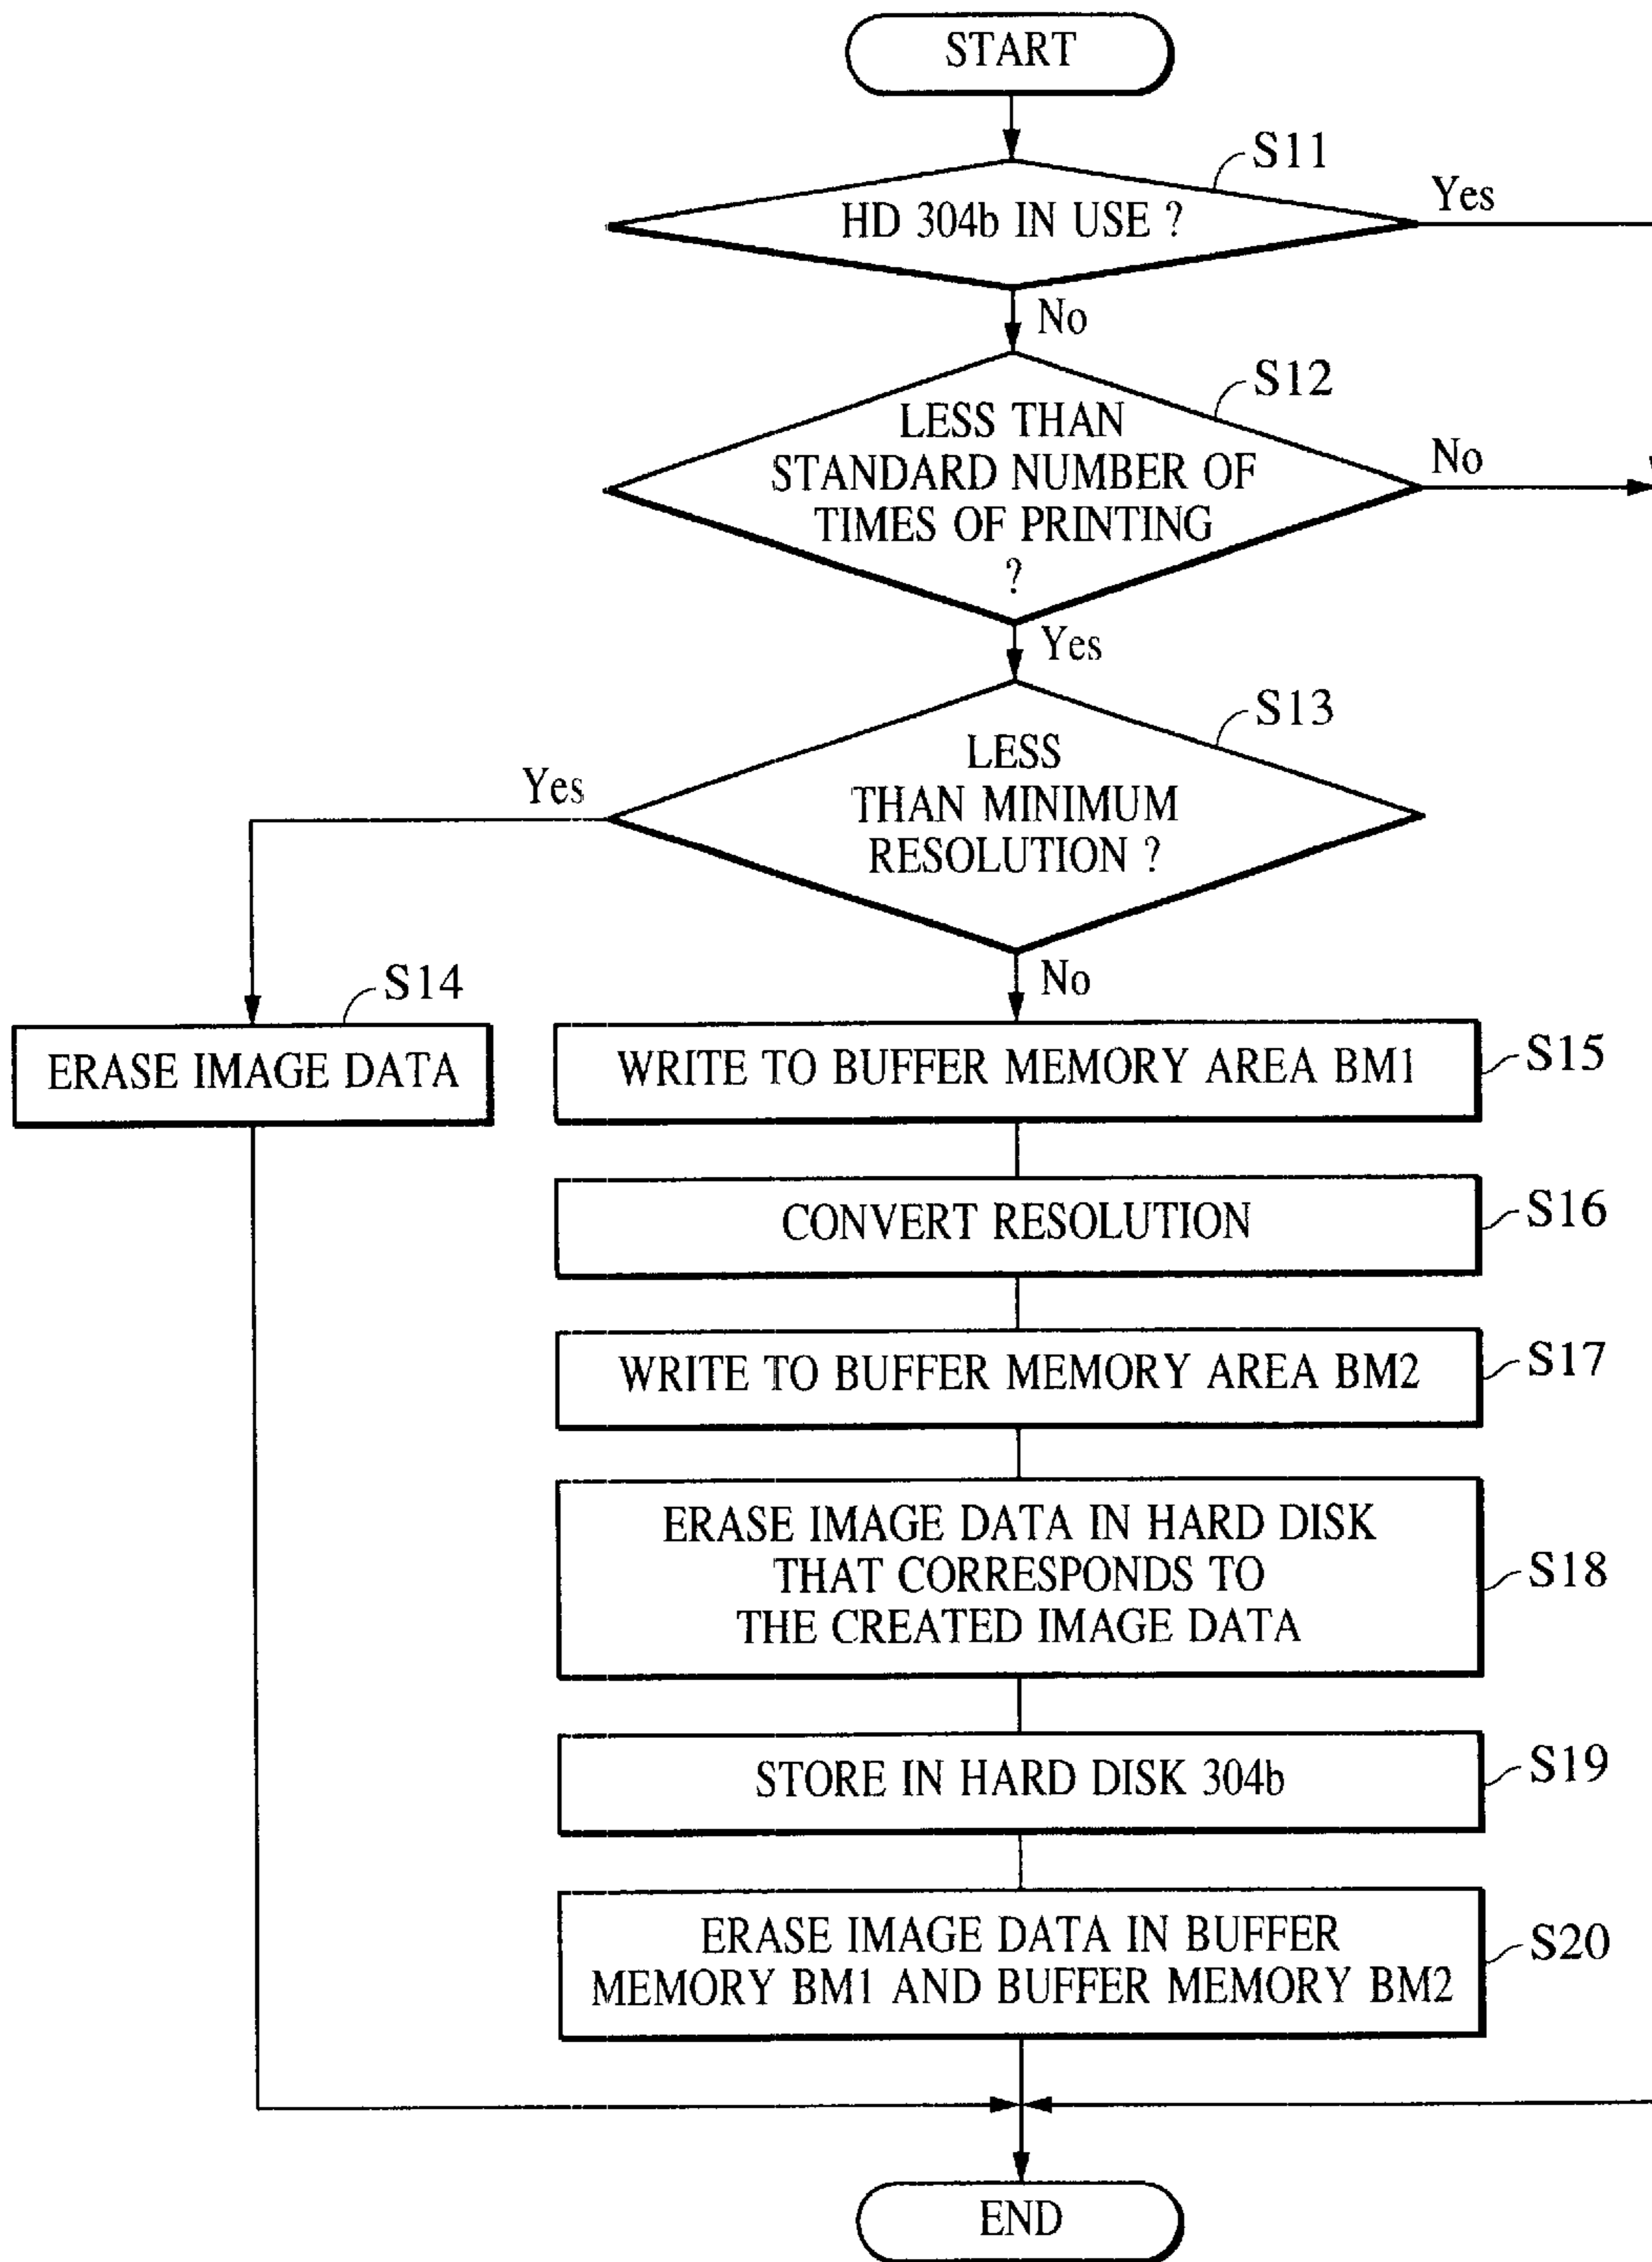 START
S11
HD 304b IN USE ?
Yes
No
S12
LESS THAN
STANDARD NUMBER OF
TIMES OF PRINTING
?
No
Yes
S13
LESS
THAN MINIMUM
RESOLUTION ?
Yes
No
S14
ERASE IMAGE DATA
WRITE TO BUFFER MEMORY AREA BM1
S15
CONVERT RESOLUTION
S16
WRITE TO BUFFER MEMORY AREA BM2
S17
ERASE IMAGE DATA IN HARD DISK
THAT CORRESPONDS TO
THE CREATED IMAGE DATA
S18
STORE IN HARD DISK 304b
S19
ERASE IMAGE DATA IN BUFFER
MEMORY BM1 AND BUFFER MEMORY BM2
S20
END